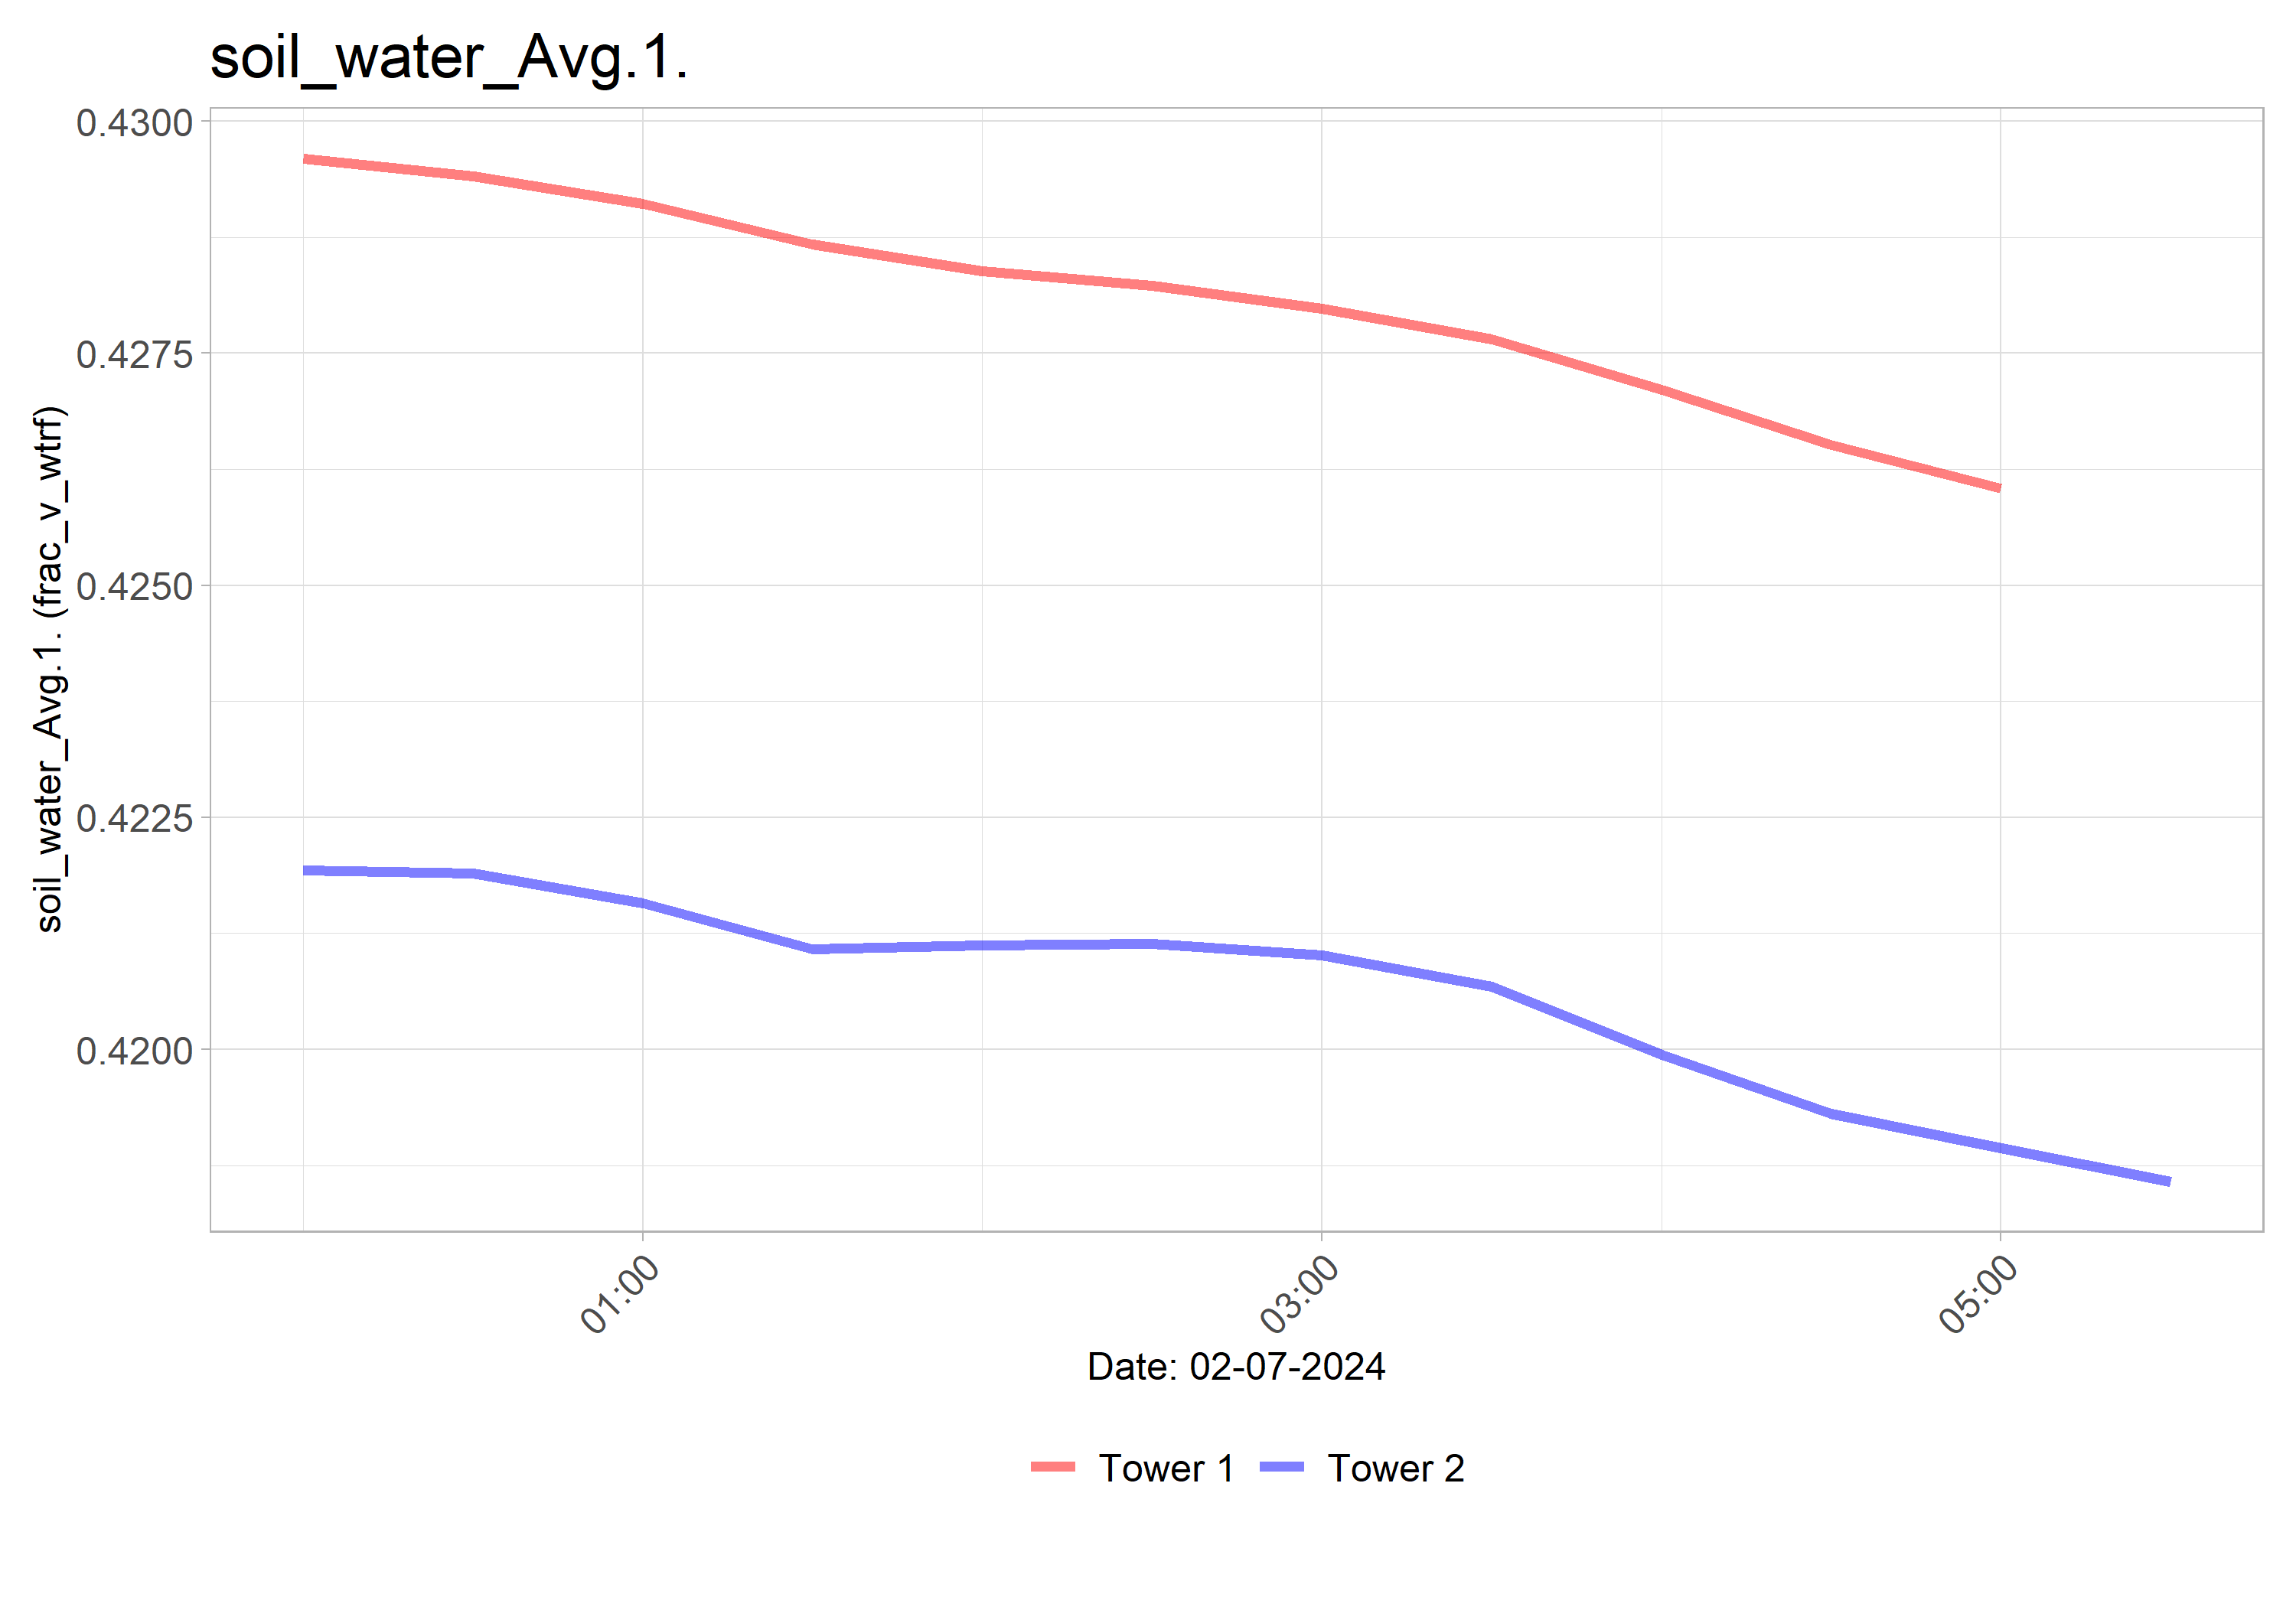 soil_water_Avg.1.
0.4300
0.4275
0.4250
0.4225
0.4200
soil_water_Avg.1. (frac_v_wtrf)
01:00
03:00
05:00
Date: 02-07-2024
Tower 1
Tower 2